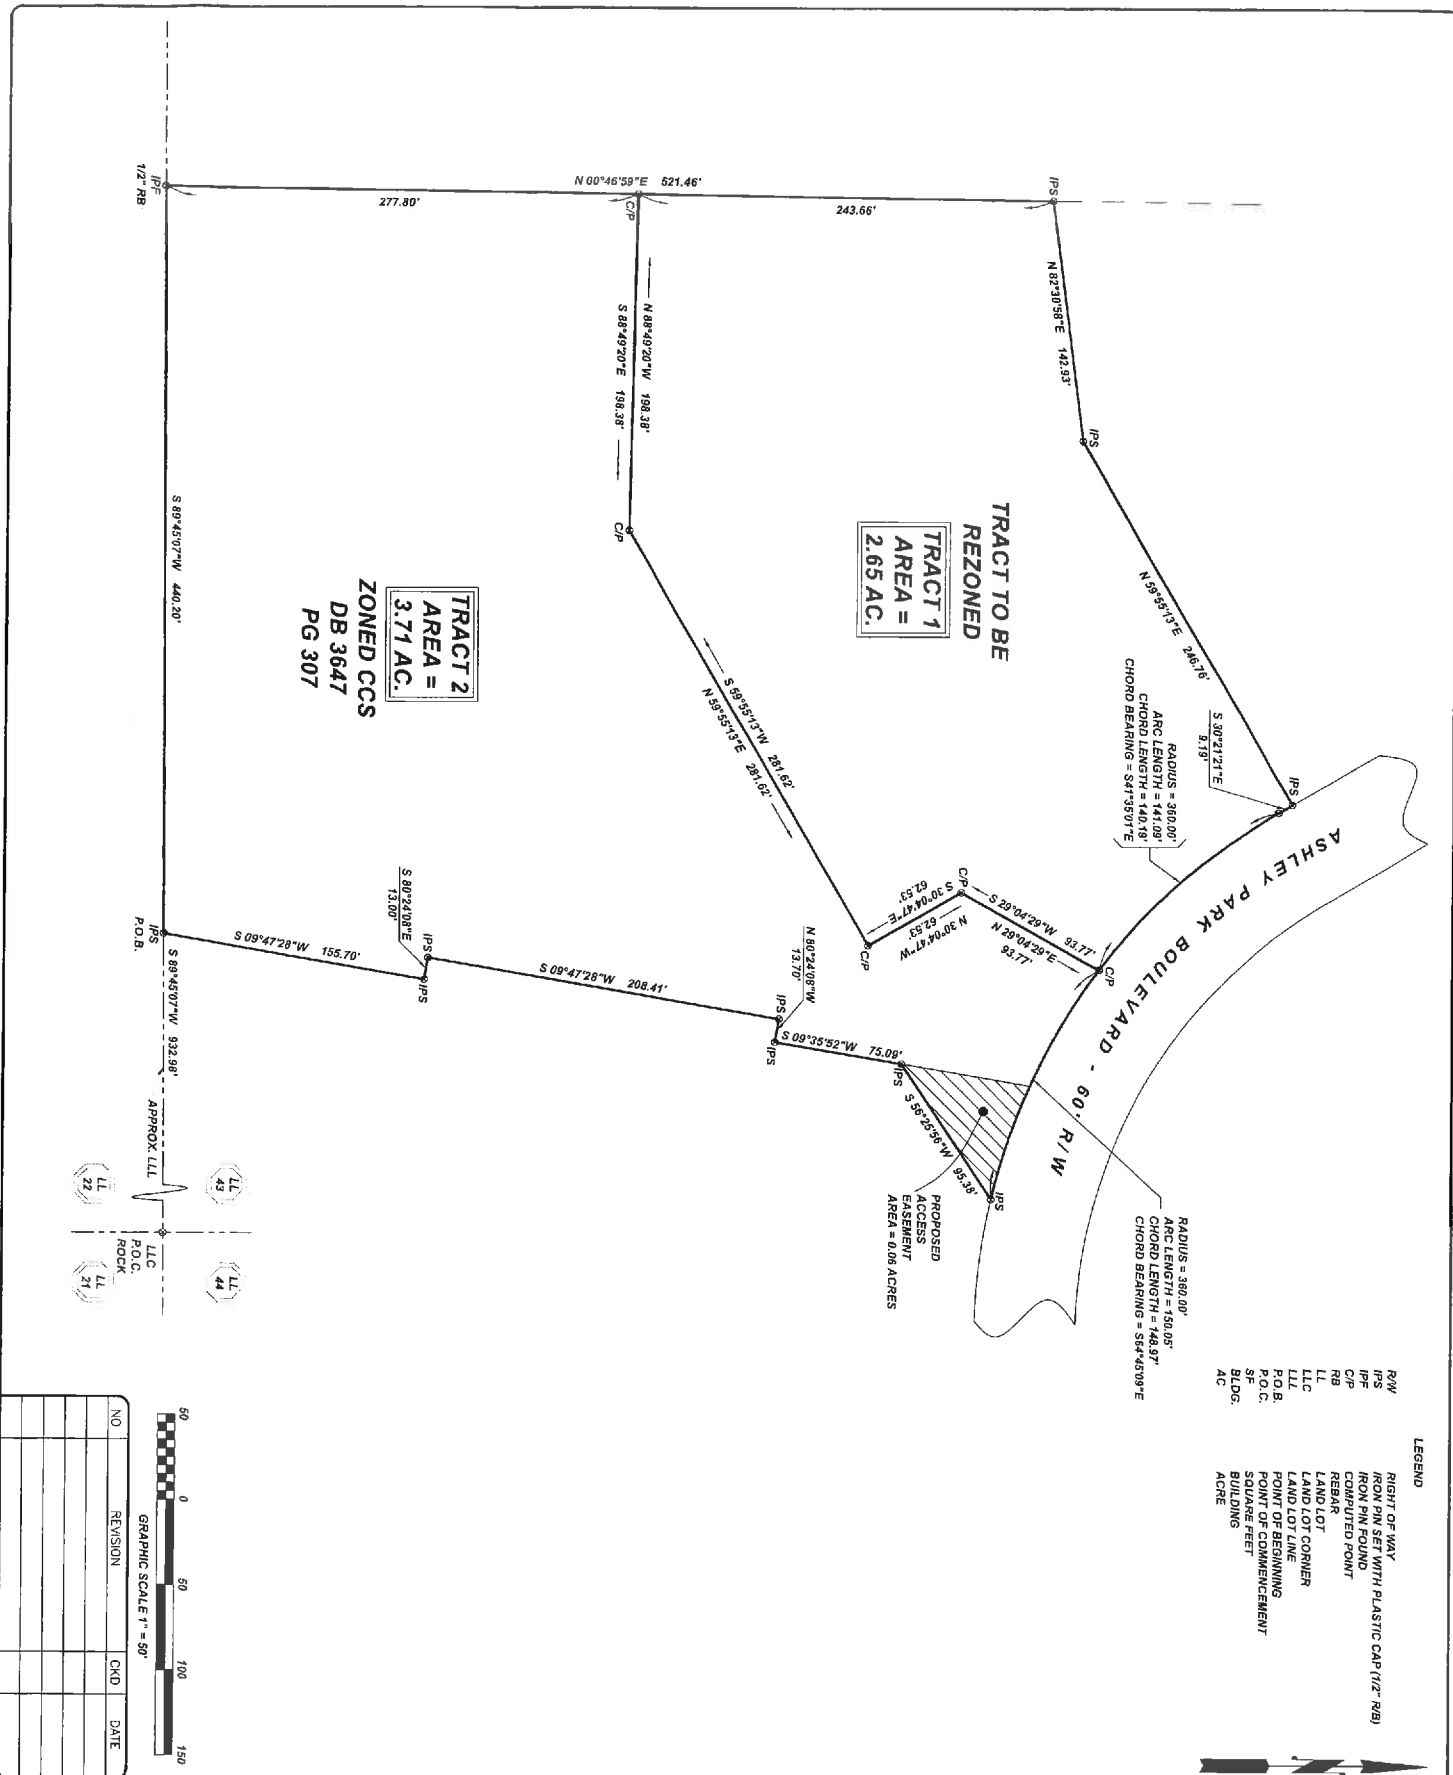 LEGEND
R/W RIGHT OF WAY
IPS IRON PIN SET WITH PLASTIC CAP (1/2" R/B)
IPF IRON PIN FOUND
C/P COMPUTED POINT
RB REBAR
LL LAND LOT
LLC LAND LOT CORNER
LLL LAND LOT LINE
P.O.B. POINT OF BEGINNING
P.O.C. POINT OF COMMENCEMENT
SF SQUARE FEET
BLDG. BUILDING
AC ACRE
ASHLEY PARK BOULEVARD - 60' R/W
IPS
S 30°21'21"E
9.19'
RADIUS = 360.00'
ARC LENGTH = 141.09'
CHORD LENGTH = 140.19'
CHORD BEARING = S41°35'01"E
RADIUS = 360.00'
ARC LENGTH = 150.05'
CHORD LENGTH = 148.97'
CHORD BEARING = S64°45'09"E
N 59°55'13"E 246.76'
IPS
N 82°30'58"E 142.93'
IPS
243.66'
N 00°46'59"E 521.46'
277.80'
C/P
TRACT TO BE
REZONED
TRACT 1
AREA =
2.65 AC.
C/P
S 29°04'29"W 93.77'
N 29°04'29"E
93.77'
C/P
S 30°04'47"E
62.53'
N 30°04'47"W
62.53'
C/P
IPS
S 56°25'56"W 95.38'
PROPOSED
ACCESS
EASEMENT
AREA = 0.06 ACRES
IPS
S 09°35'52"W 75.09'
IPS
N 80°24'08"W
13.70'
IPS
S 59°55'13"W 281.62'
N 59°55'13"E 281.62'
N 88°49'20"W 198.38'
S 88°49'20"E 198.38'
C/P
S 09°47'28"W 208.41'
TRACT 2
AREA =
3.71 AC.
ZONED CCS
DB 3647
PG 307
IPS
S 80°24'08"E
13.00'
IPS
S 09°47'28"W 155.70'
S 89°45'07"W 440.20'
IPF
1/2" RB
IPS
P.O.B.
S 89°45'07"W 932.98'
APPROX. LLL
LL
43
LL
44
LL
22
LL
21
LLC
P.O.C.
ROCK
50 0 50 100 150
GRAPHIC SCALE 1" = 50'
NO REVISION CKD DATE